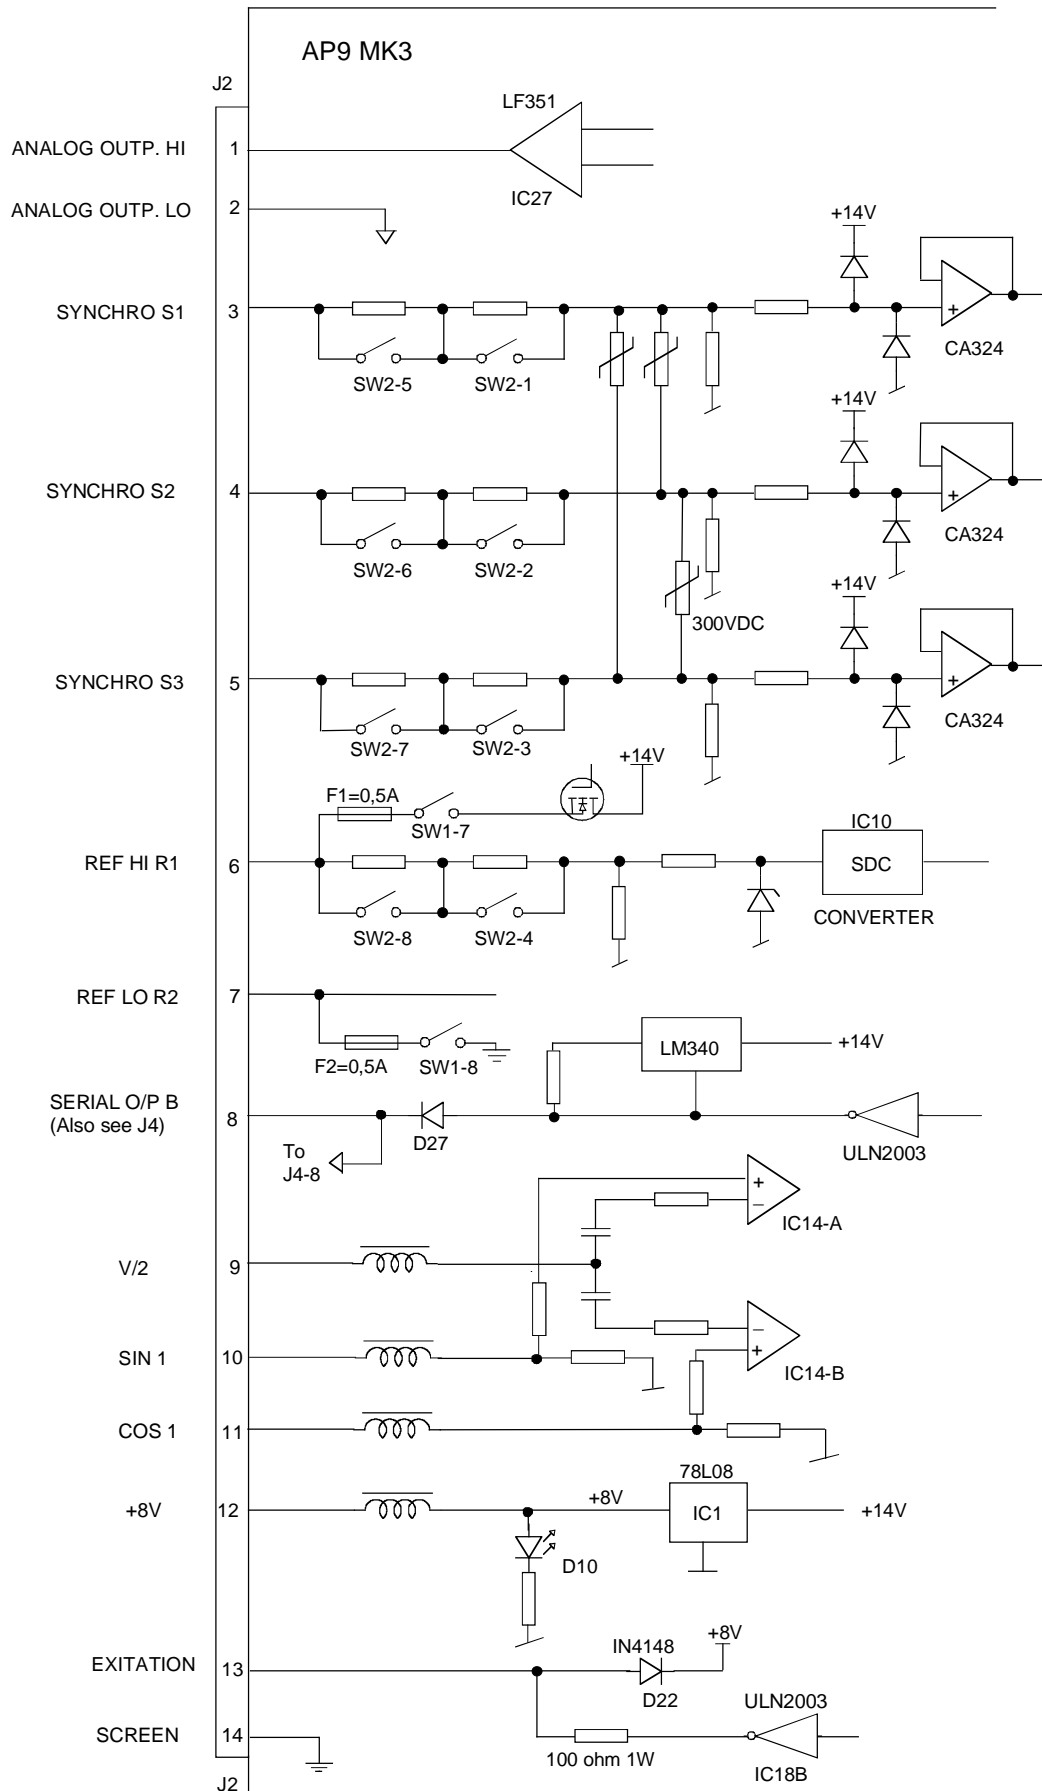 AP9 MK3
J2
LF351
ANALOG OUTP. HI
1
IC27
ANALOG OUTP. LO
2
+14V
SYNCHRO S1
3
+
SW2-5
SW2-1
CA324
+14V
SYNCHRO S2
4
+
SW2-6
SW2-2
CA324
+14V
300VDC
SYNCHRO S3
5
+
SW2-7
SW2-3
CA324
+14V
F1=0,5A
SW1-7
IC10
REF HI R1
6
SDC
CONVERTER
SW2-8
SW2-4
REF LO R2
7
LM340
+14V
F2=0,5A
SW1-8
SERIAL O/P B
(Also see J4)
8
D27
ULN2003
To
J4-8
+
−
IC14-A
V/2
9
−
+
IC14-B
SIN 1
10
COS 1
11
78L08
+8V
12
+8V
IC1
+14V
D10
IN4148
+8V
EXITATION
13
D22
ULN2003
SCREEN
14
100 ohm 1W
IC18B
J2